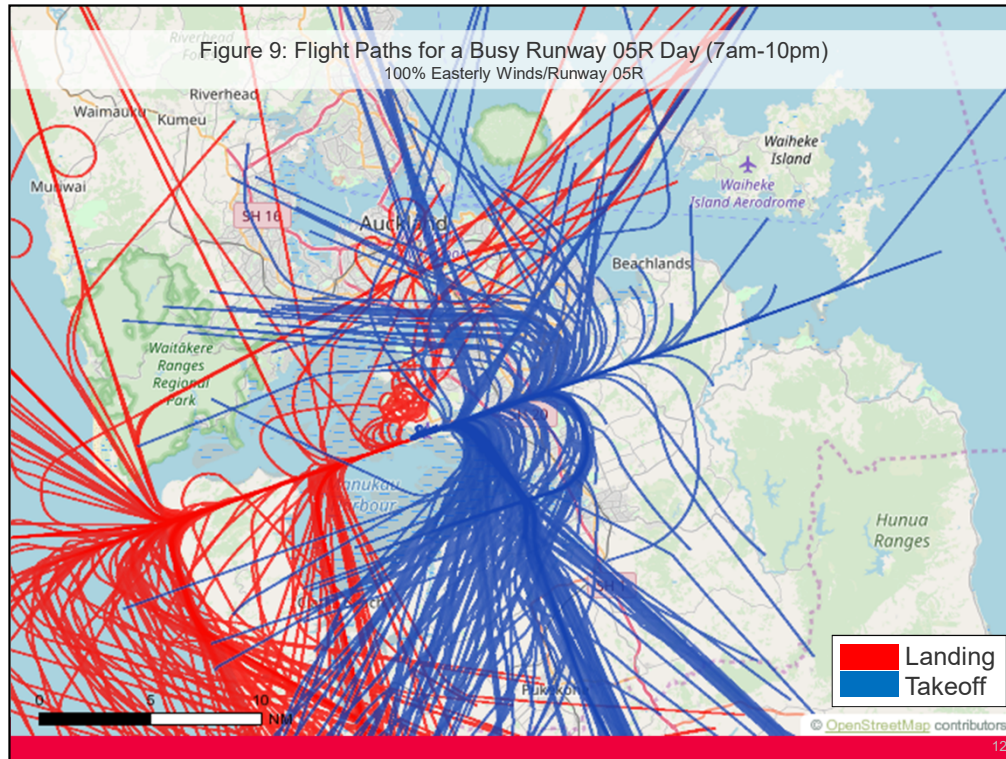 Figure 9: Flight Paths for a Busy Runway 05R Day (7am-10pm)
100% Easterly Winds/Runway 05R
Riverhead
Riverhead
Waimauku
Kumeu
Waiheke
Island
Muriwai
Waiheke
Island Aerodrome
SH 16
Auckland
Beachlands
Waitākere
Ranges
Regional
Park
Hunua
Ranges
Landing
Takeoff
0
5
10
NM
© OpenStreetMap contributors
12